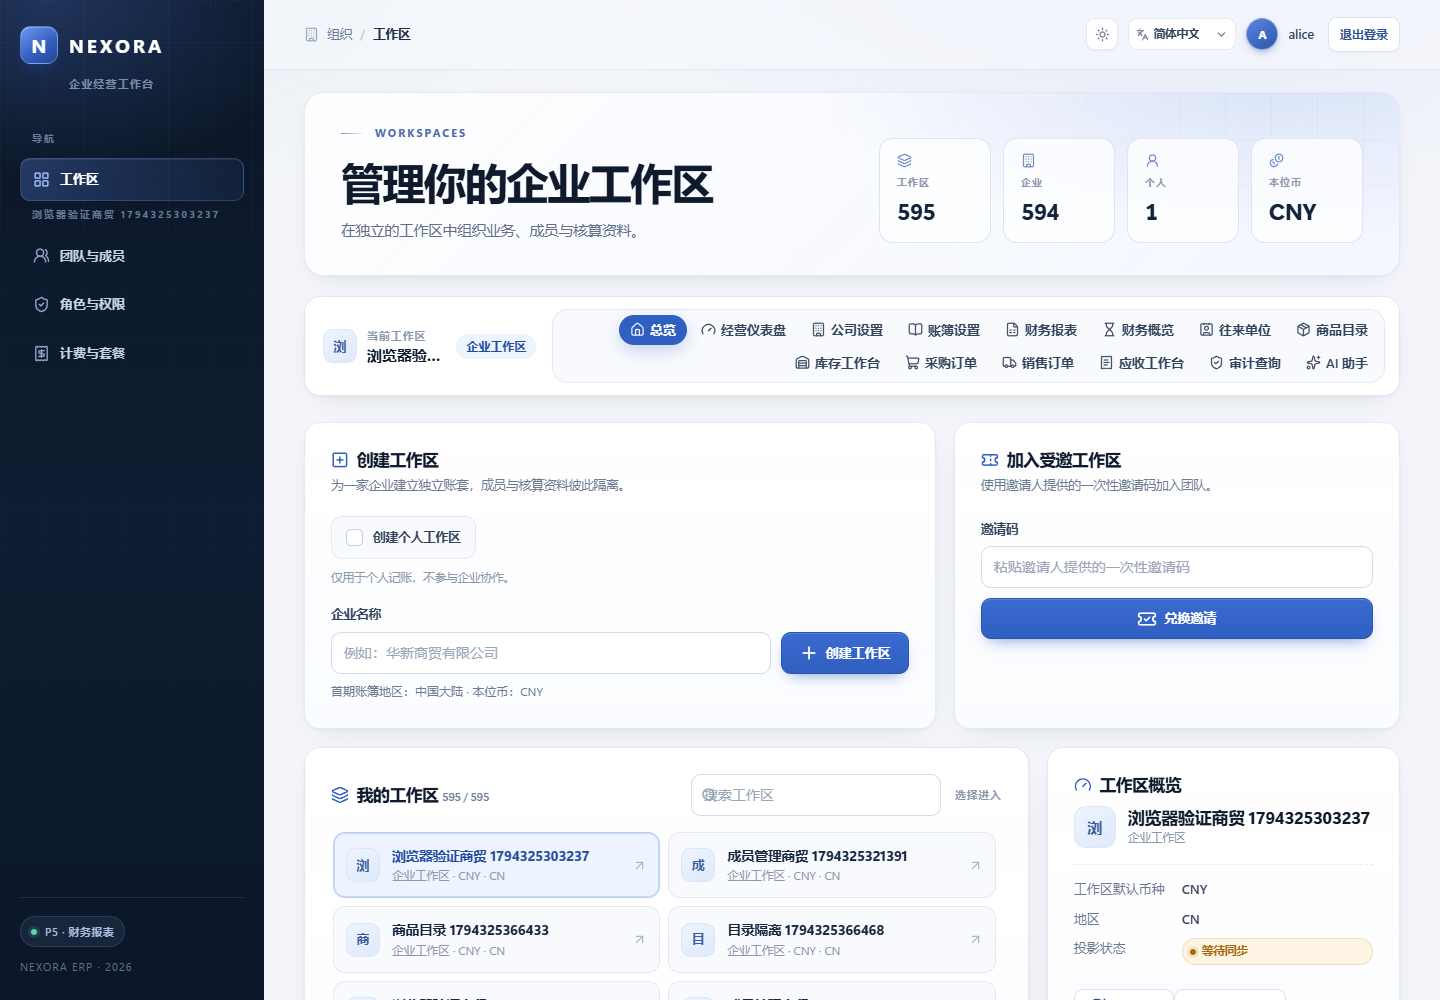 N NEXORA
企业经营工作台
导航
工作区
浏览器验证商贸 1794325303237
团队与成员
角色与权限
计费与套餐
P5 · 财务报表
NEXORA ERP · 2026
组织 / 工作区
简体中文
A
alice
退出登录
WORKSPACES
管理你的企业工作区
在独立的工作区中组织业务、成员与核算资料。
工作区
595
企业
594
个人
1
本位币
CNY
浏
当前工作区
浏览器验...
企业工作区
总览
经营仪表盘
公司设置
账簿设置
财务报表
财务概览
往来单位
商品目录
库存工作台
采购订单
销售订单
应收工作台
审计查询
AI 助手
创建工作区
为一家企业建立独立账套，成员与核算资料彼此隔离。
创建个人工作区
仅用于个人记账，不参与企业协作。
企业名称
例如：华新商贸有限公司
创建工作区
首期账簿地区：中国大陆 · 本位币：CNY
加入受邀工作区
使用邀请人提供的一次性邀请码加入团队。
邀请码
粘贴邀请人提供的一次性邀请码
兑换邀请
我的工作区 595 / 595
搜索工作区
选择进入
浏
浏览器验证商贸 1794325303237
企业工作区 · CNY · CN
成
成员管理商贸 1794325321391
企业工作区 · CNY · CN
商
商品目录 1794325366433
企业工作区 · CNY · CN
目
目录隔离 1794325366468
企业工作区 · CNY · CN
工作区概览
浏
浏览器验证商贸 1794325303237
企业工作区
工作区默认币种 CNY
地区 CN
投影状态 等待同步